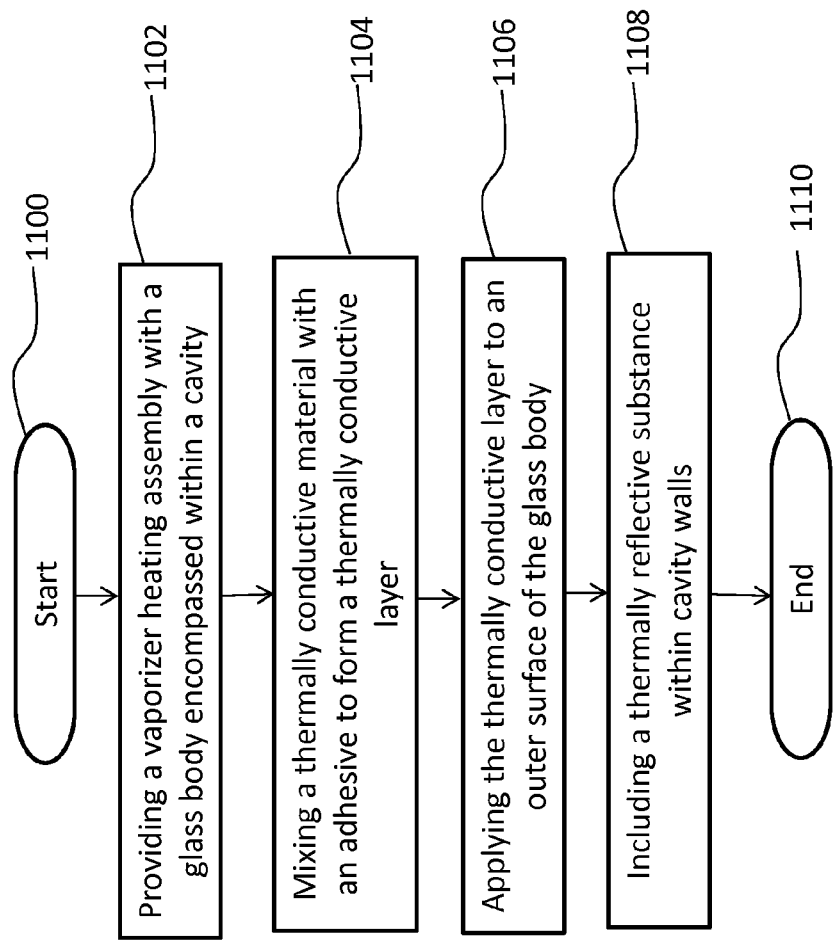 Start
1100
Providing a vaporizer heating assembly with a
glass body encompassed within a cavity
1102
Mixing a thermally conductive material with
an adhesive to form a thermally conductive
layer
1104
Applying the thermally conductive layer to an
outer surface of the glass body
1106
Including a thermally reflective substance
within cavity walls
1108
End
1110